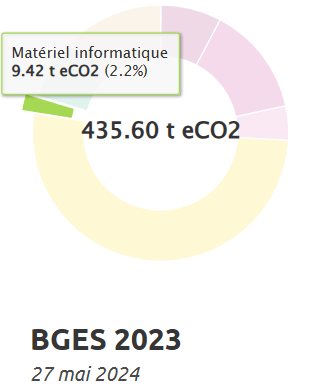 Matériel informatique
9.42 t eCO2 (2.2%)
435.60 t eCO2
BGES 2023
27 mai 2024